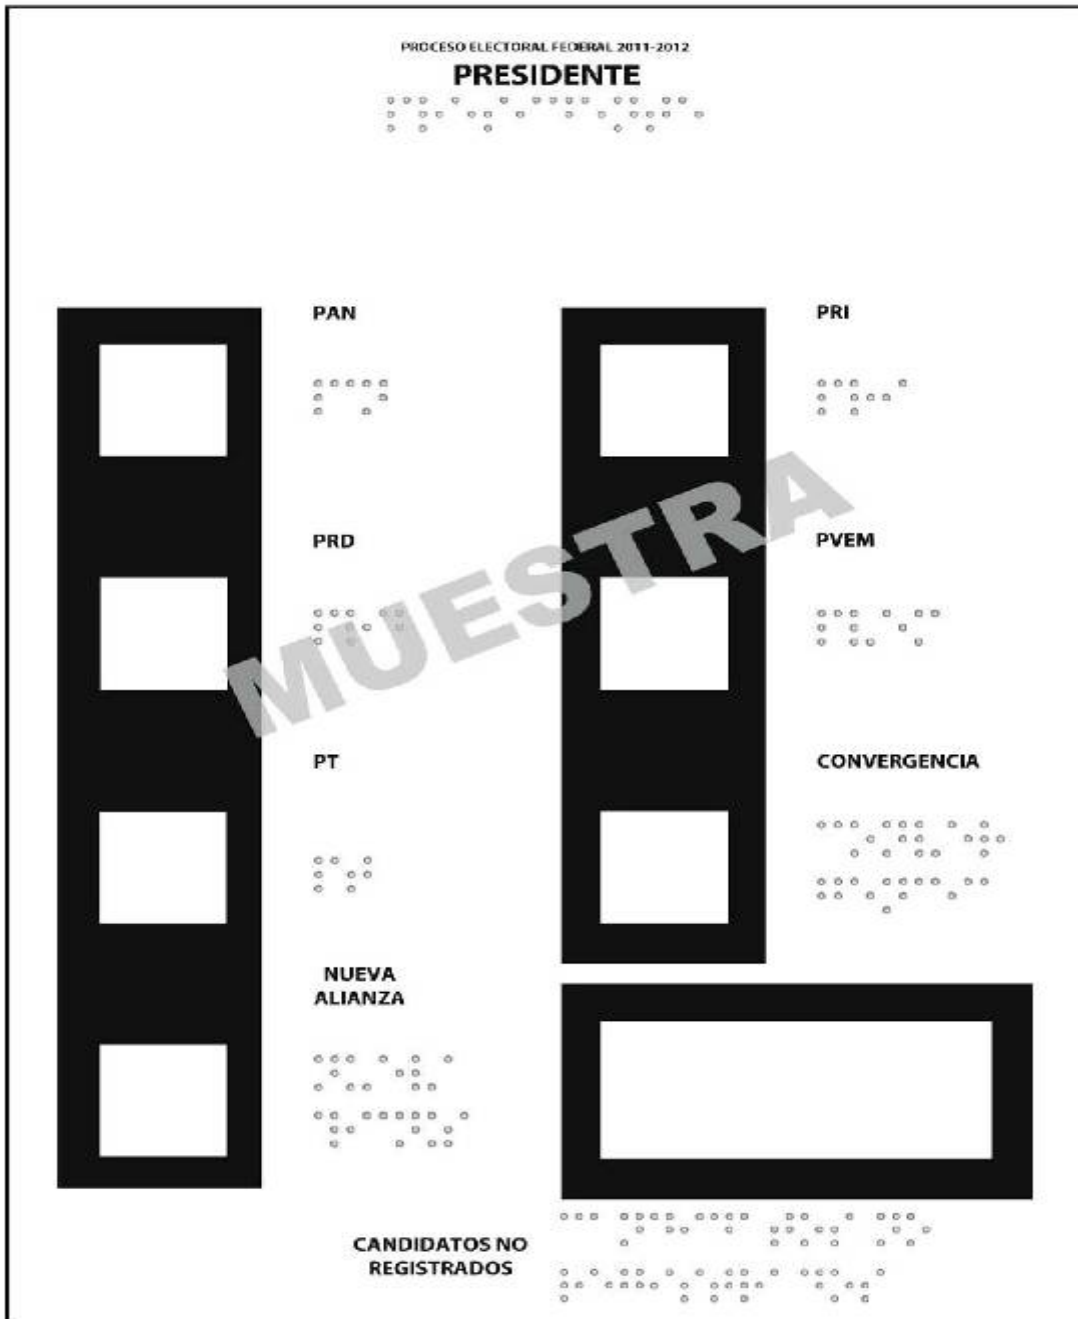 PROCESO ELECTORAL FEDERAL 2011-2012
PRESIDENTE
PAN
PRI
PRD
PVEM
MUESTRA
PT
CONVERGENCIA
NUEVA
ALIANZA
CANDIDATOS NO
REGISTRADOS